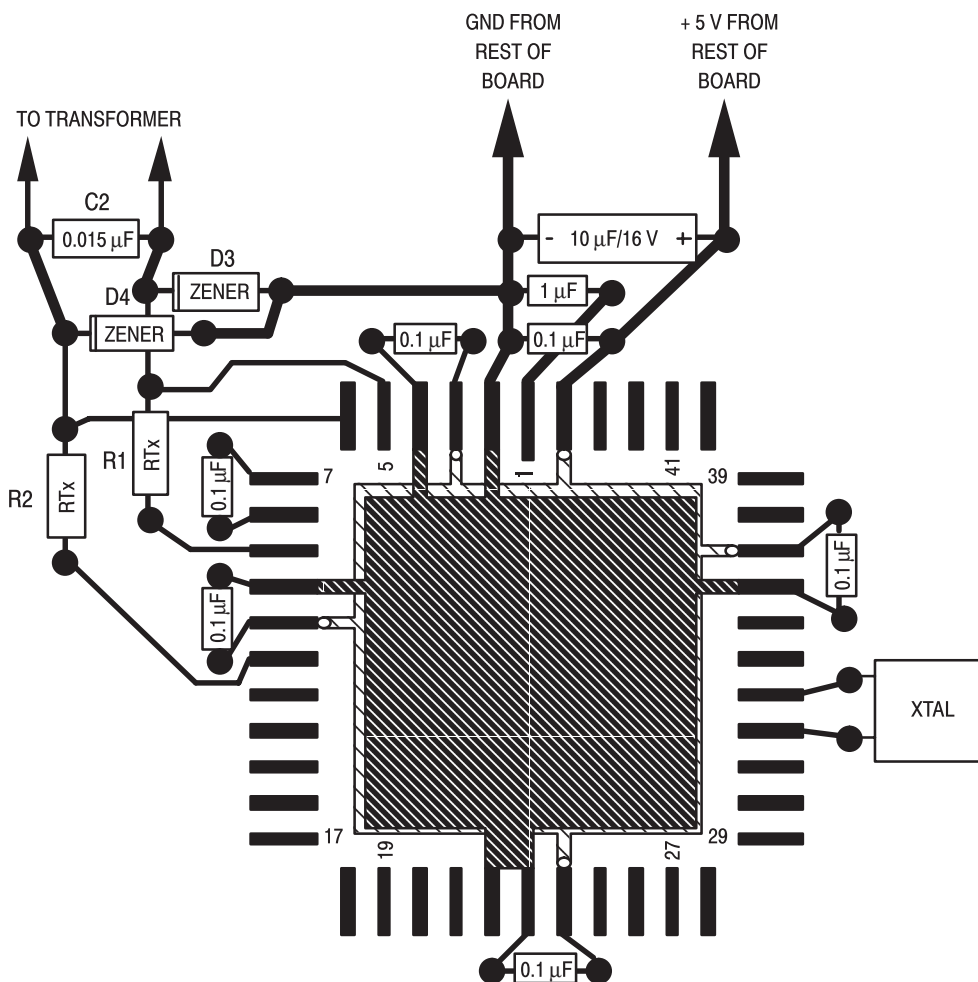 GND FROM
REST OF
BOARD
+ 5 V FROM
REST OF
BOARD
TO TRANSFORMER
C2
0.015 µF
- 10 µF/16 V +
D3
ZENER
1 µF
D4
ZENER
0.1 µF
0.1 µF
R1
RTx
R2
RTx
0.1 µF
0.1 µF
7
5
1
41
39
0.1 µF
XTAL
17
19
27
29
0.1 µF